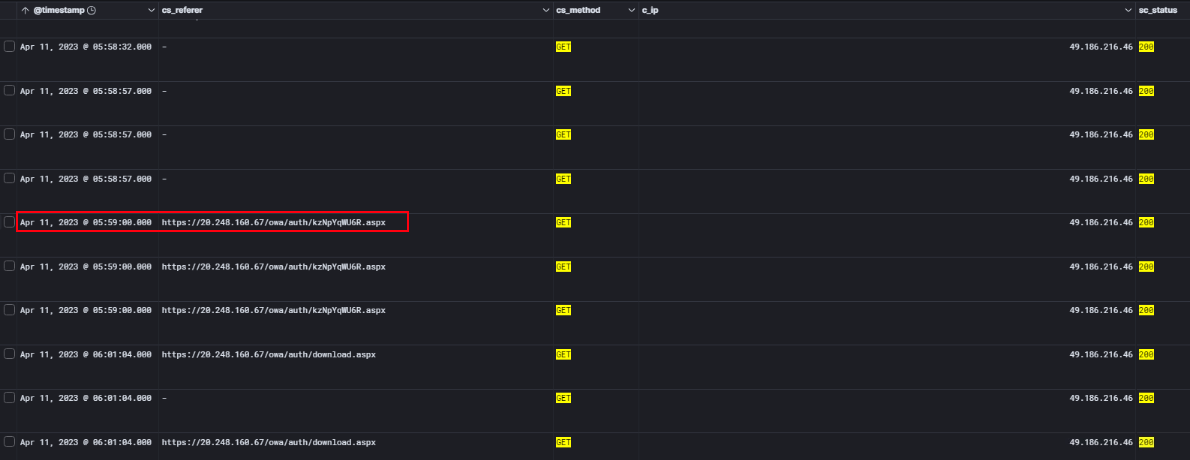 @timestamp cs_referer cs_method c_ip sc_status
Apr 11, 2023 @ 05:58:32.000 - GET 49.186.216.46 200
Apr 11, 2023 @ 05:58:57.000 - GET 49.186.216.46 200
Apr 11, 2023 @ 05:58:57.000 - GET 49.186.216.46 200
Apr 11, 2023 @ 05:58:57.000 - GET 49.186.216.46 200
Apr 11, 2023 @ 05:59:00.000 https://20.248.160.67/owa/auth/kzNpYqWU6R.aspx GET 49.186.216.46 200
Apr 11, 2023 @ 05:59:00.000 https://20.248.160.67/owa/auth/kzNpYqWU6R.aspx GET 49.186.216.46 200
Apr 11, 2023 @ 05:59:00.000 https://20.248.160.67/owa/auth/kzNpYqWU6R.aspx GET 49.186.216.46 200
Apr 11, 2023 @ 06:01:04.000 https://20.248.160.67/owa/auth/download.aspx GET 49.186.216.46 200
Apr 11, 2023 @ 06:01:04.000 - GET 49.186.216.46 200
Apr 11, 2023 @ 06:01:04.000 https://20.248.160.67/owa/auth/download.aspx GET 49.186.216.46 200